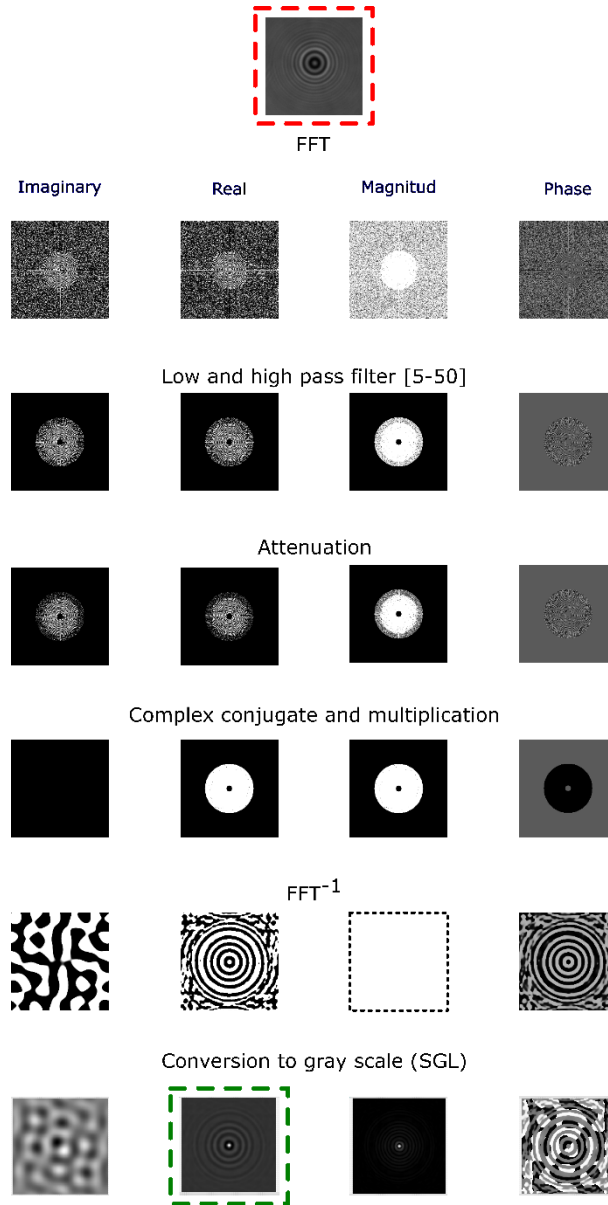 FFT
Imaginary Real Magnitud Phase
Low and high pass filter [5-50]
Attenuation
Complex conjugate and multiplication
FFT-1
Conversion to gray scale (SGL)